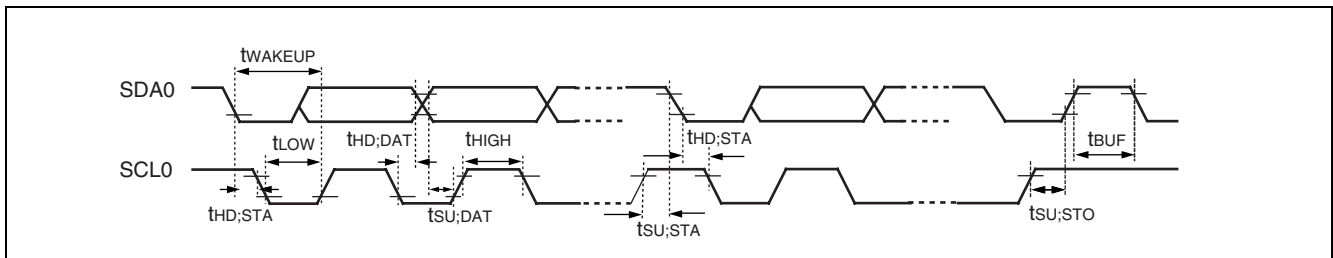 tWAKEUP
SDA0
tLOW
tHD;DAT
tHIGH
tHD;STA
tBUF
SCL0
tHD;STA
tSU;DAT
tSU;STA
tSU;STO